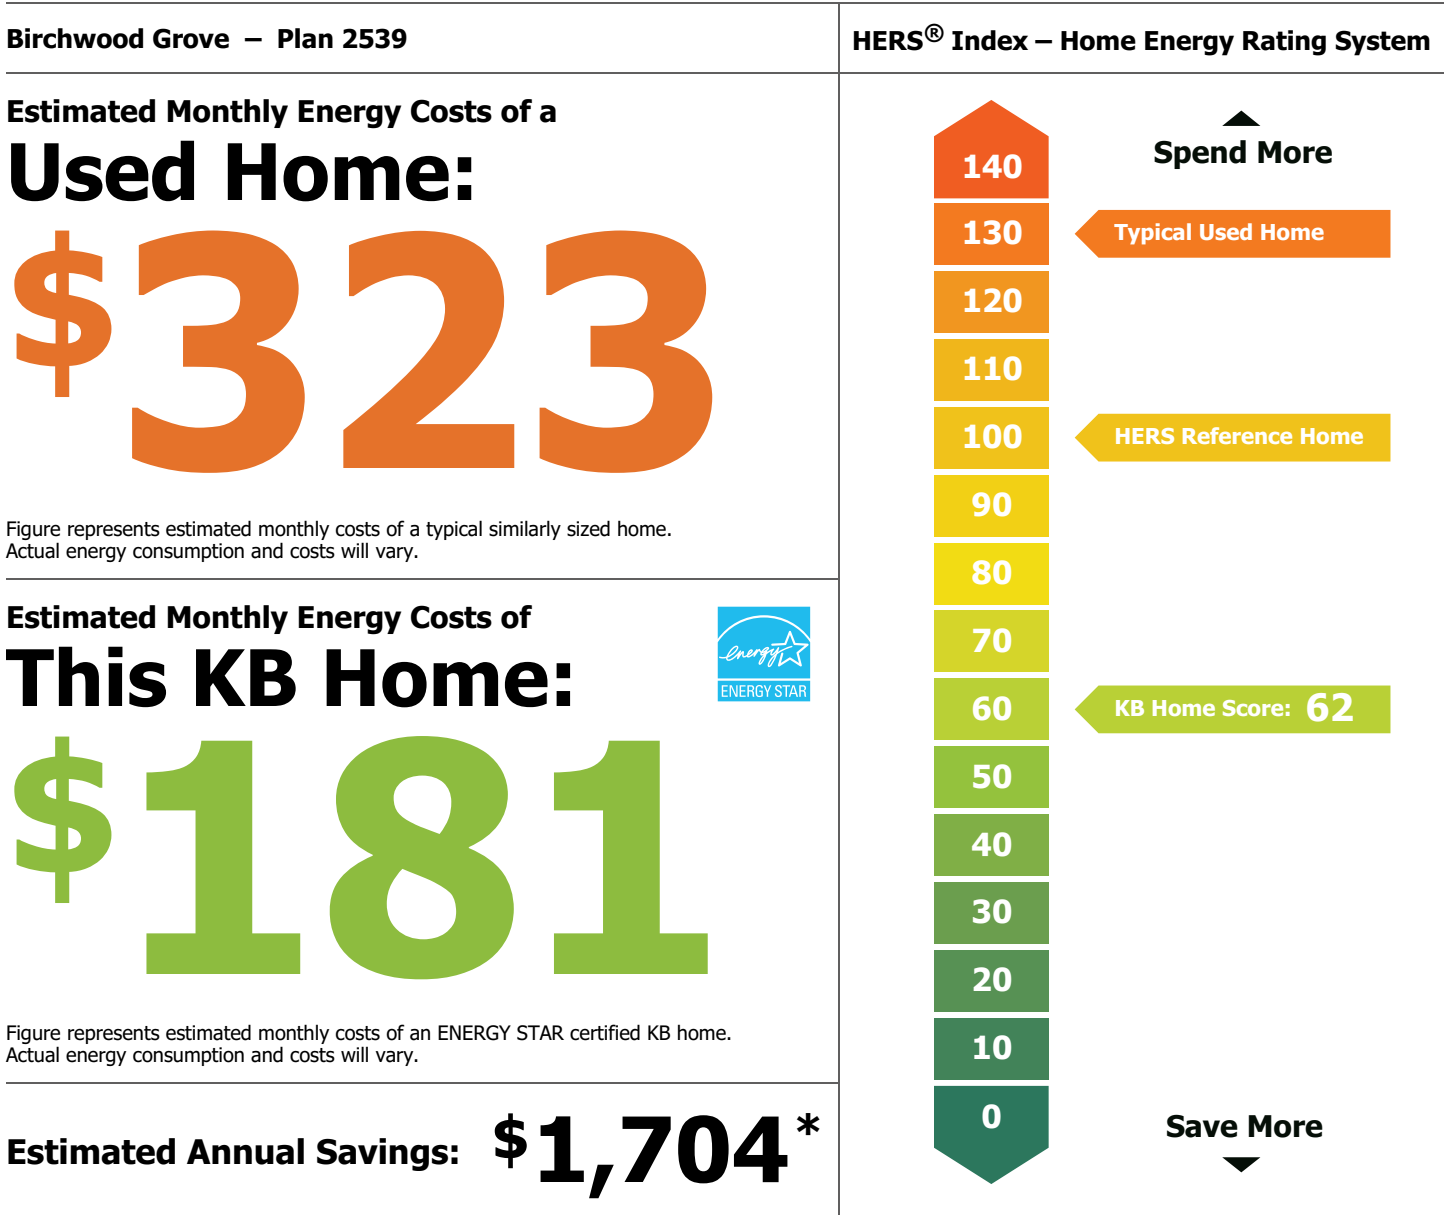 Birchwood Grove – Plan 2539
Estimated Monthly Energy Costs of a
Used Home:
$323
Figure represents estimated monthly costs of a typical similarly sized home.
Actual energy consumption and costs will vary.
Estimated Monthly Energy Costs of
This KB Home:
energy
ENERGY STAR
$181
Figure represents estimated monthly costs of an ENERGY STAR certified KB home.
Actual energy consumption and costs will vary.
Estimated Annual Savings: $1,704*
HERS® Index – Home Energy Rating System
Spend More
140
130
Typical Used Home
120
110
100
HERS Reference Home
90
80
70
60
KB Home Score: 62
50
40
30
20
10
0
Save More